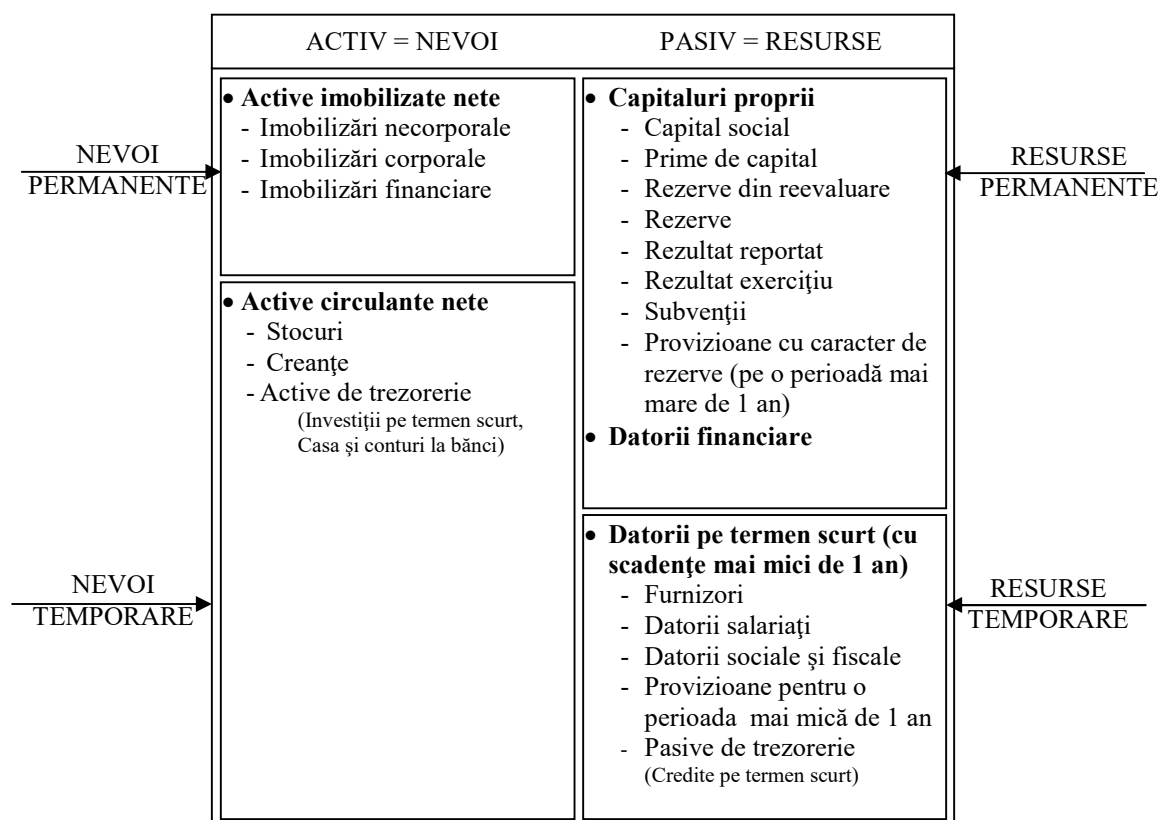 ACTIV = NEVOI
PASIV = RESURSE
NEVOI
PERMANENTE
• Active imobilizate nete
- Imobilizări necorporale
- Imobilizări corporale
- Imobilizări financiare
• Active circulante nete
- Stocuri
- Creanţe
- Active de trezorerie
(Investiţii pe termen scurt,
Casa şi conturi la bănci)
NEVOI
TEMPORARE
• Capitaluri proprii
- Capital social
- Prime de capital
- Rezerve din reevaluare
- Rezerve
- Rezultat reportat
- Rezultat exerciţiu
- Subvenţii
- Provizioane cu caracter de
rezerve (pe o perioadă mai
mare de 1 an)
• Datorii financiare
RESURSE
PERMANENTE
• Datorii pe termen scurt (cu
scadenţe mai mici de 1 an)
- Furnizori
- Datorii salariaţi
- Datorii sociale şi fiscale
- Provizioane pentru o
perioada mai mică de 1 an
- Pasive de trezorerie
(Credite pe termen scurt)
RESURSE
TEMPORARE